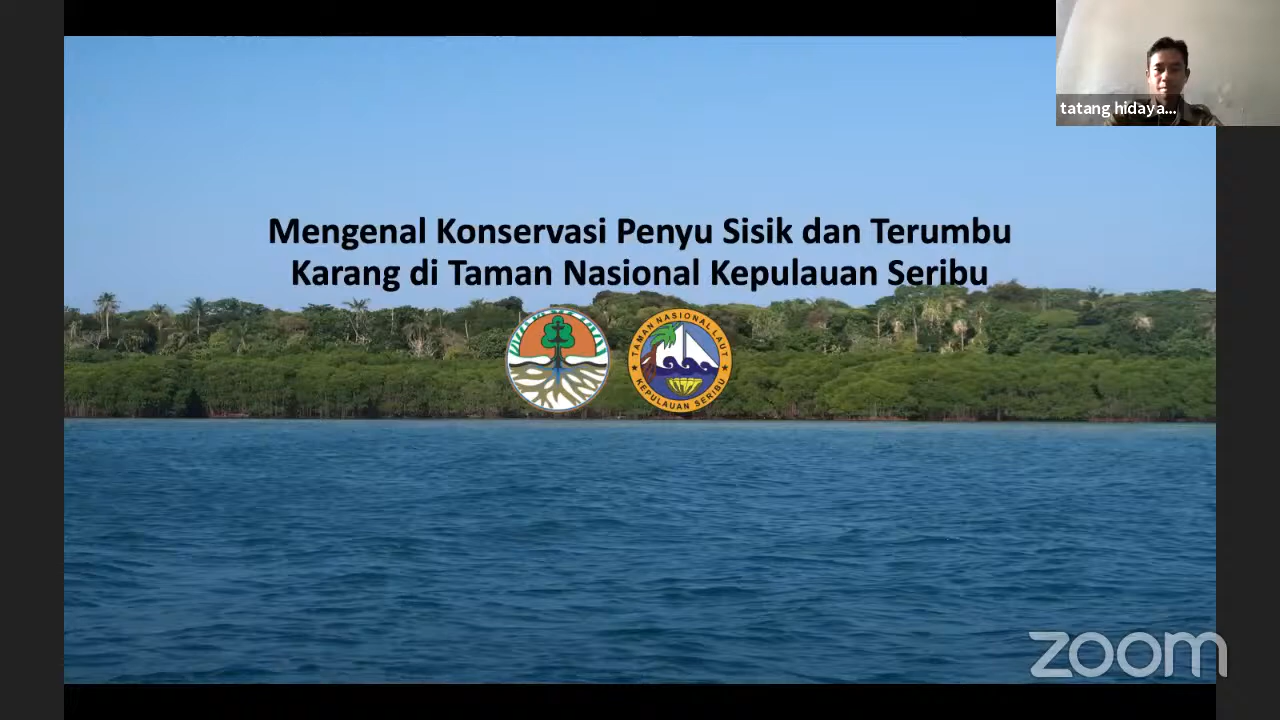 tatang hidaya...
Mengenal Konservasi Penyu Sisik dan Terumbu
Karang di Taman Nasional Kepulauan Seribu
TAMAN NASIONAL LAUT
KEPULAUAN SERIBU
zoom